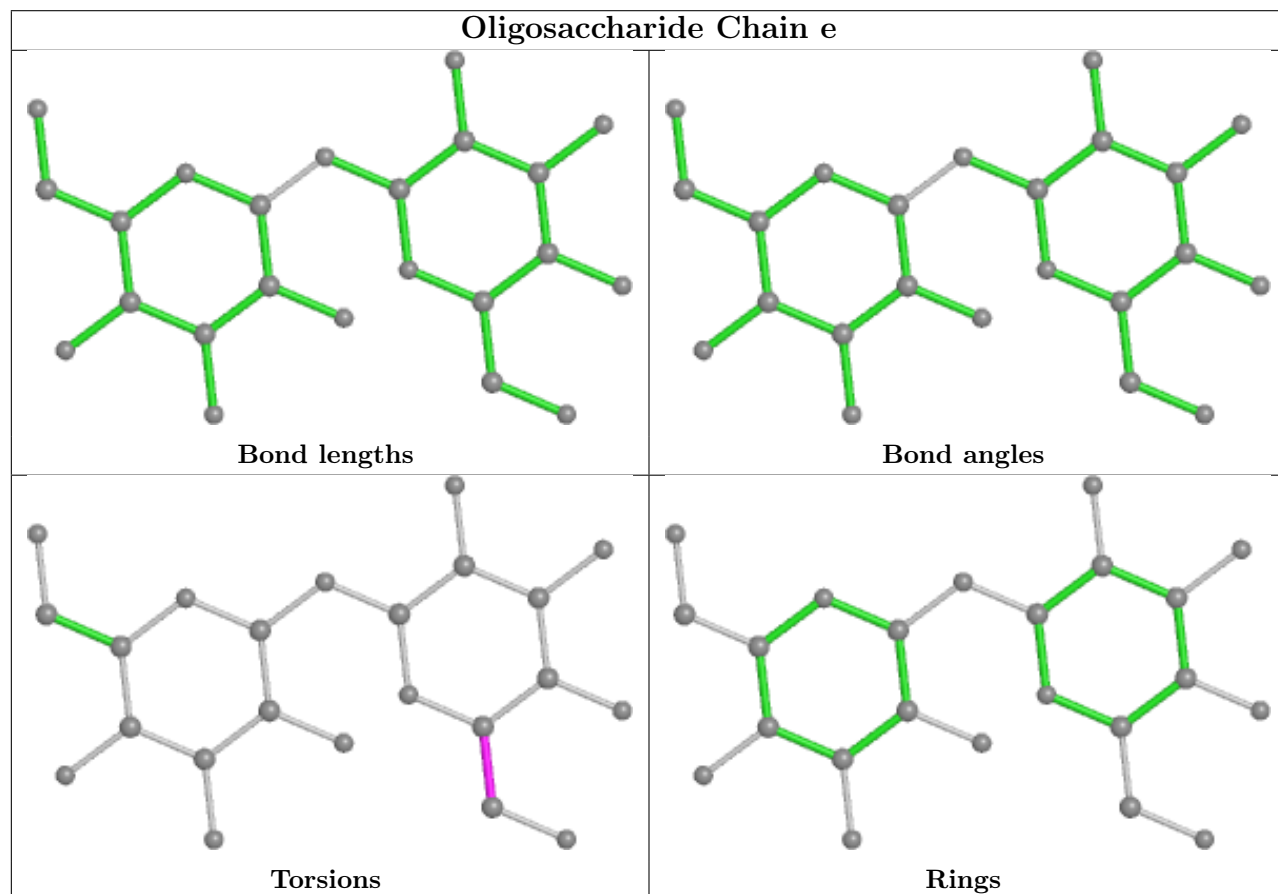 Oligosaccharide Chain e
Bond lengths
Bond angles
Torsions
Rings